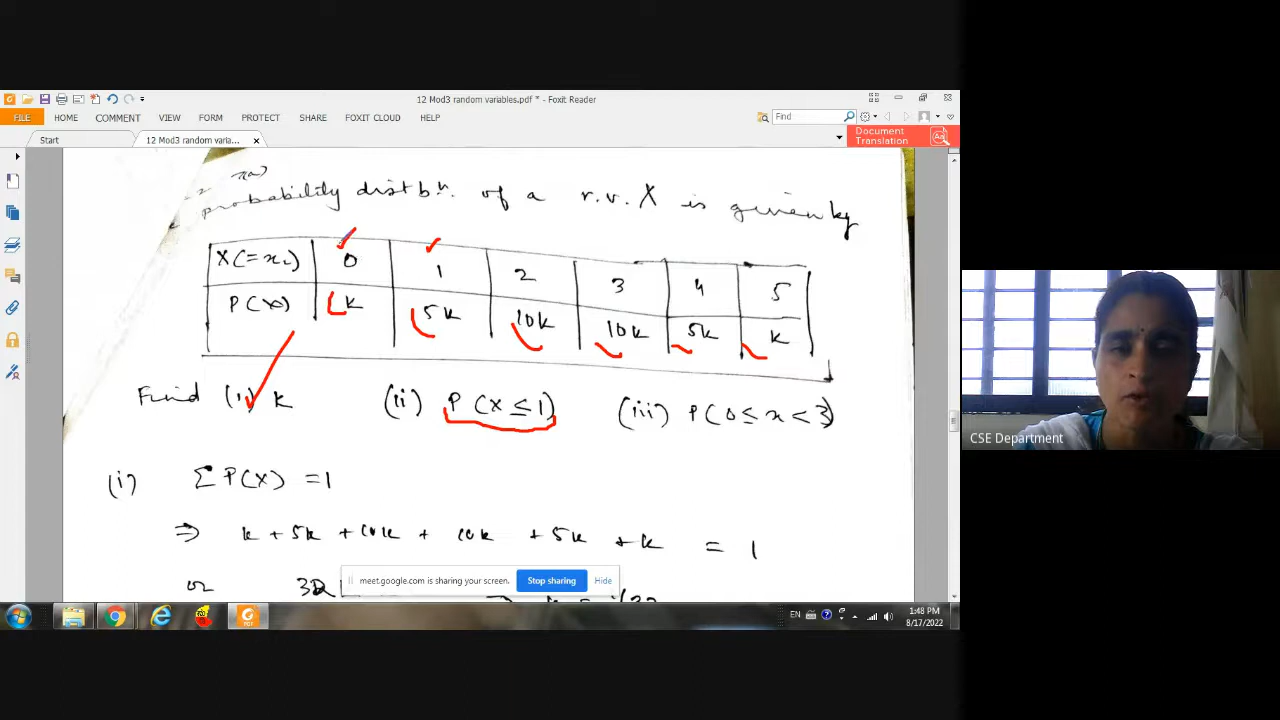 12 Mod3 random variables.pdf * - Foxit Reader
FILE HOME COMMENT VIEW FORM PROTECT SHARE FOXIT CLOUD HELP
Find
Document Translation
Start 12 Mod3 random varia...
probability distbn. of a r.v. X is given by
X(=xi) 0 1 2 3 4 5
P(X) k 5k 10k 10k 5k k
Find (i) k (ii) P(X ≤ 1) (iii) P(0 ≤ x < 3)
(i) Σ P(X) = 1
⇒ k + 5k + 10k + 10k + 5k + k = 1
or 32
meet.google.com is sharing your screen. Stop sharing Hide
EN 1:48 PM
8/17/2022
CSE Department